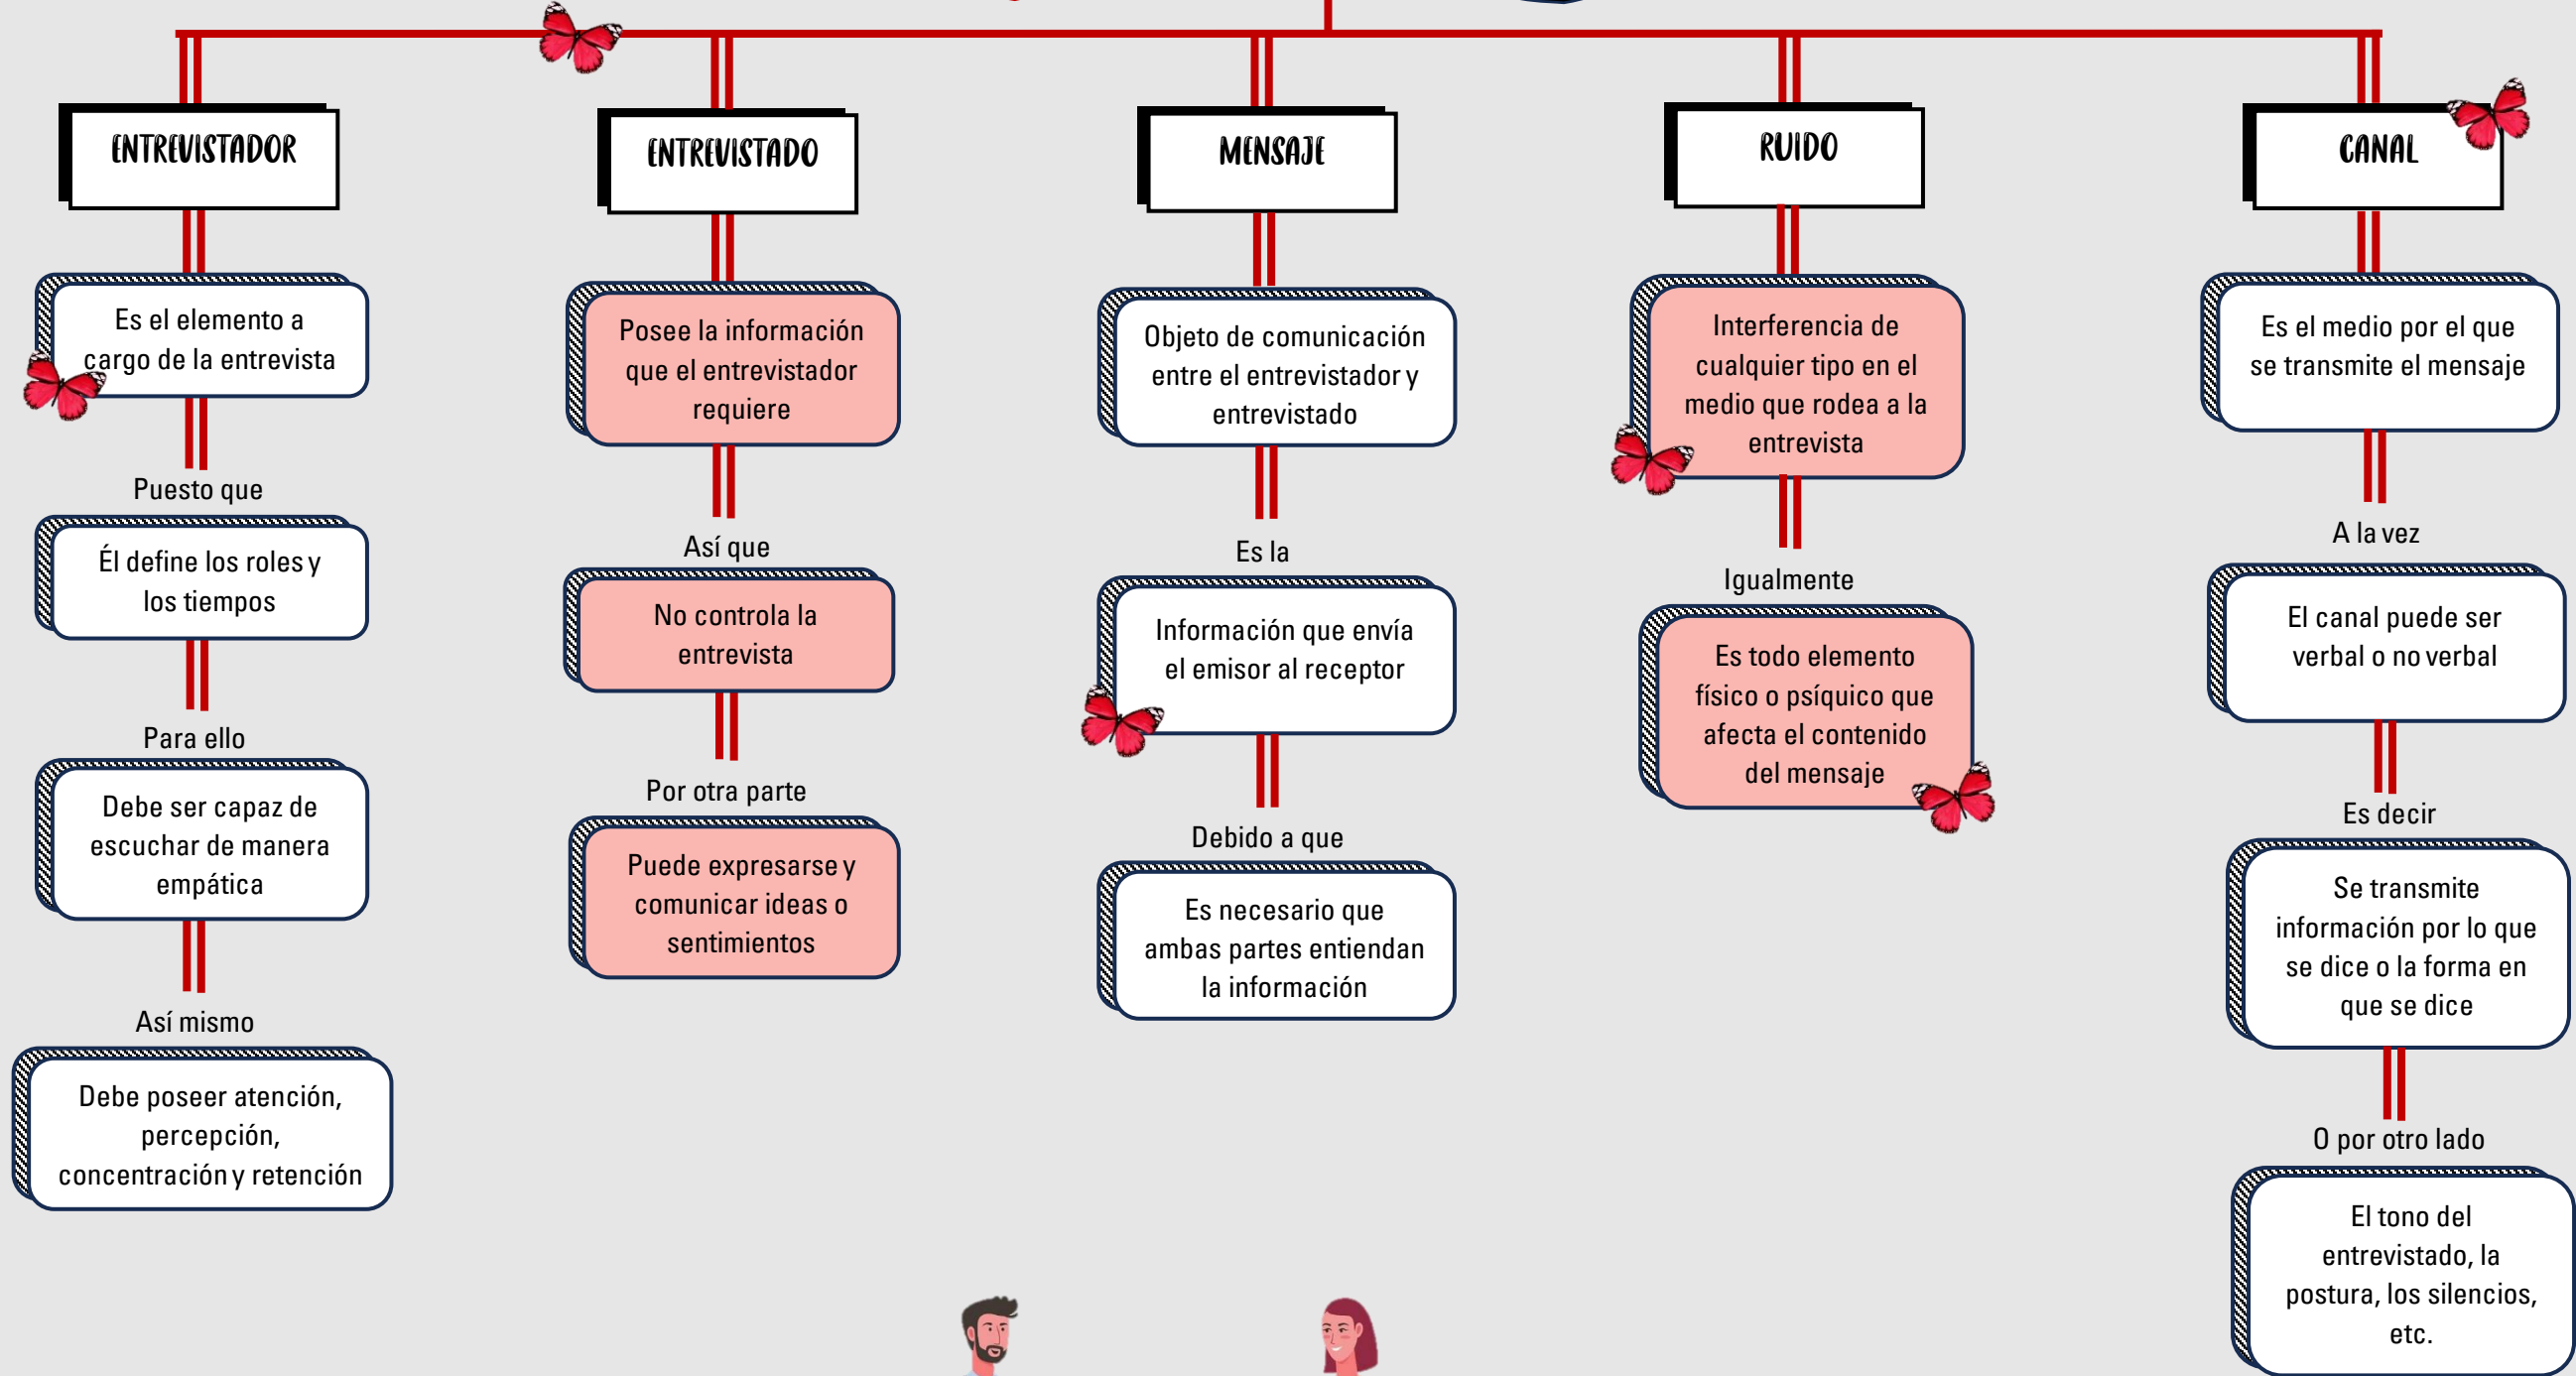 ENTREVISTADOR
Es el elemento a
cargo de la entrevista
Puesto que
Él define los roles y
los tiempos
Para ello
Debe ser capaz de
escuchar de manera
empática
Así mismo
Debe poseer atención,
percepción,
concentración y retención
ENTREVISTADO
Posee la información
que el entrevistador
requiere
Así que
No controla la
entrevista
Por otra parte
Puede expresarse y
comunicar ideas o
sentimientos
MENSAJE
Objeto de comunicación
entre el entrevistador y
entrevistado
Es la
Información que envía
el emisor al receptor
Debido a que
Es necesario que
ambas partes entiendan
la información
RUIDO
Interferencia de
cualquier tipo en el
medio que rodea a la
entrevista
Igualmente
Es todo elemento
físico o psíquico que
afecta el contenido
del mensaje
CANAL
Es el medio por el que
se transmite el mensaje
A la vez
El canal puede ser
verbal o no verbal
Es decir
Se transmite
información por lo que
se dice o la forma en
que se dice
O por otro lado
El tono del
entrevistado, la
postura, los silencios,
etc.